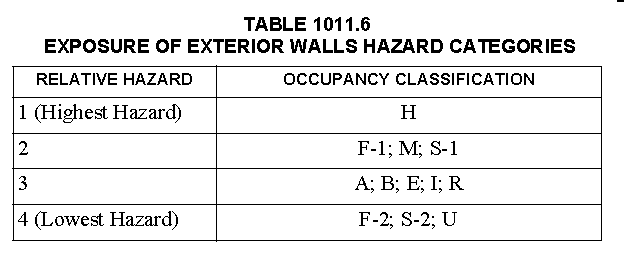 TABLE 1011.6
EXPOSURE OF EXTERIOR WALLS HAZARD CATEGORIES
RELATIVE HAZARD OCCUPANCY CLASSIFICATION
1 (Highest Hazard) H
2 F-1; M; S-1
3 A; B; E; I; R
4 (Lowest Hazard) F-2; S-2; U